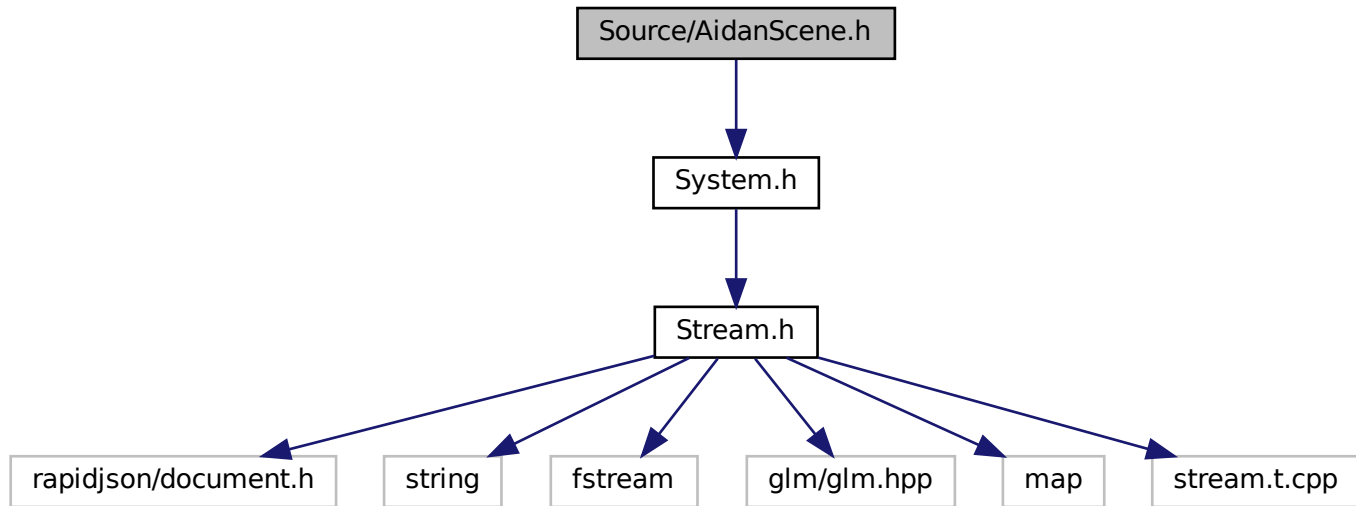 Source/AidanScene.h
System.h
Stream.h
rapidjson/document.h
string
fstream
glm/glm.hpp
map
stream.t.cpp